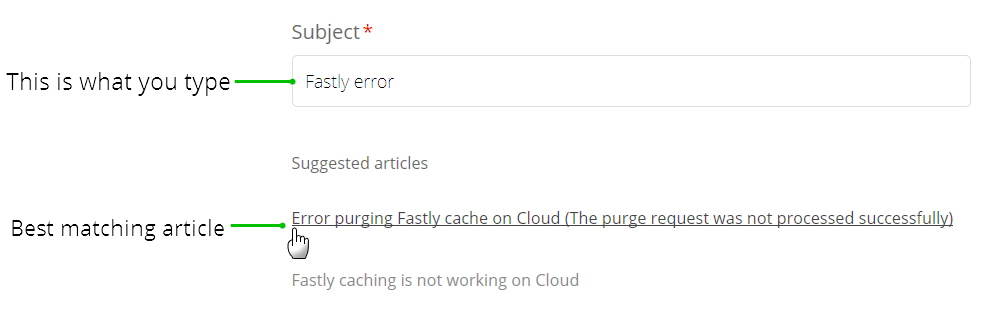 Subject*
This is what you type
Fastly error
Suggested articles
Best matching article
Error purging Fastly cache on Cloud (The purge request was not processed successfully)
Fastly caching is not working on Cloud